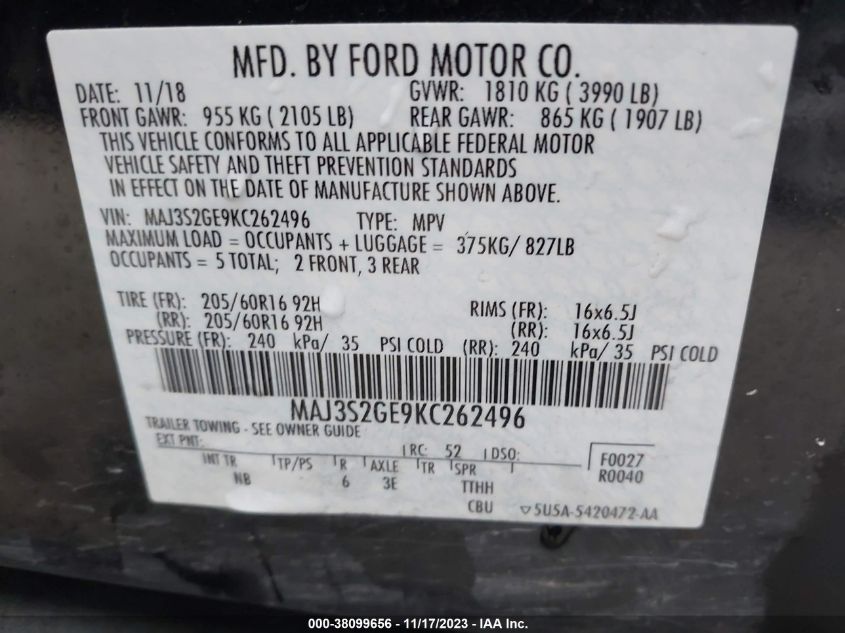 MFD. BY FORD MOTOR CO.
DATE: 11/18 GVWR: 1810 KG ( 3990 LB)
FRONT GAWR: 955 KG ( 2105 LB) REAR GAWR: 865 KG ( 1907 LB)
THIS VEHICLE CONFORMS TO ALL APPLICABLE FEDERAL MOTOR
VEHICLE SAFETY AND THEFT PREVENTION STANDARDS
IN EFFECT ON THE DATE OF MANUFACTURE SHOWN ABOVE.
VIN: MAJ3S2GE9KC262496 TYPE: MPV
MAXIMUM LOAD = OCCUPANTS + LUGGAGE = 375KG/ 827LB
OCCUPANTS = 5 TOTAL; 2 FRONT, 3 REAR
TIRE (FR): 205/60R16 92H RIMS (FR): 16x6.5J
(RR): 205/60R16 92H (RR): 16x6.5J
PRESSURE (FR): 240 kPa/ 35 PSI COLD (RR): 240 kPa/ 35 PSI COLD
MAJ3S2GE9KC262496
TRAILER TOWING - SEE OWNER GUIDE
EXT PNT: RC: 52 DSO: F0027
INT TR TP/PS R AXLE TR SPR R0040
NB 6 3E TTHH
CBU ▽5U5A-5420472-AA
000-38099656 - 11/17/2023 - IAA Inc.